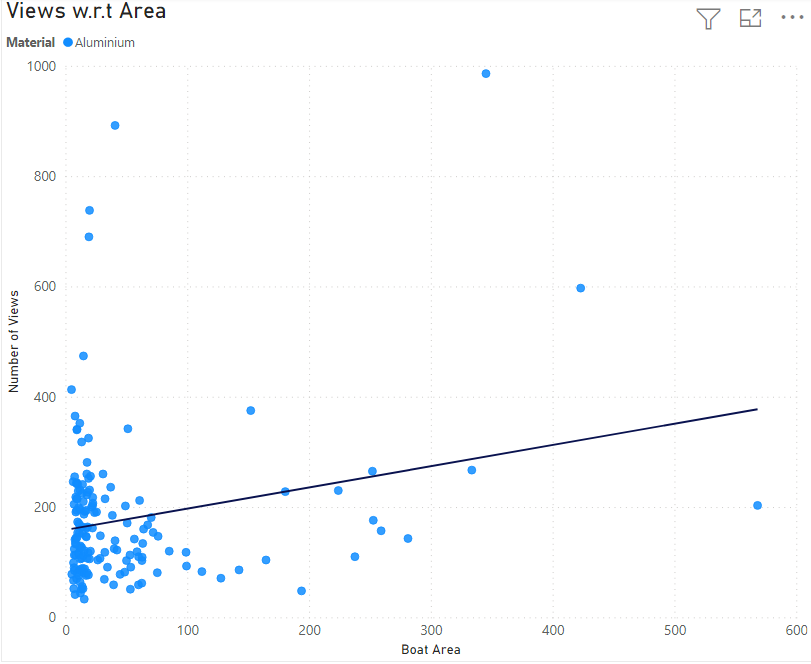 Views w.r.t Area
Material Aluminium
1000
800
600
400
200
0
Number of Views
0 100 200 300 400 500 600
Boat Area